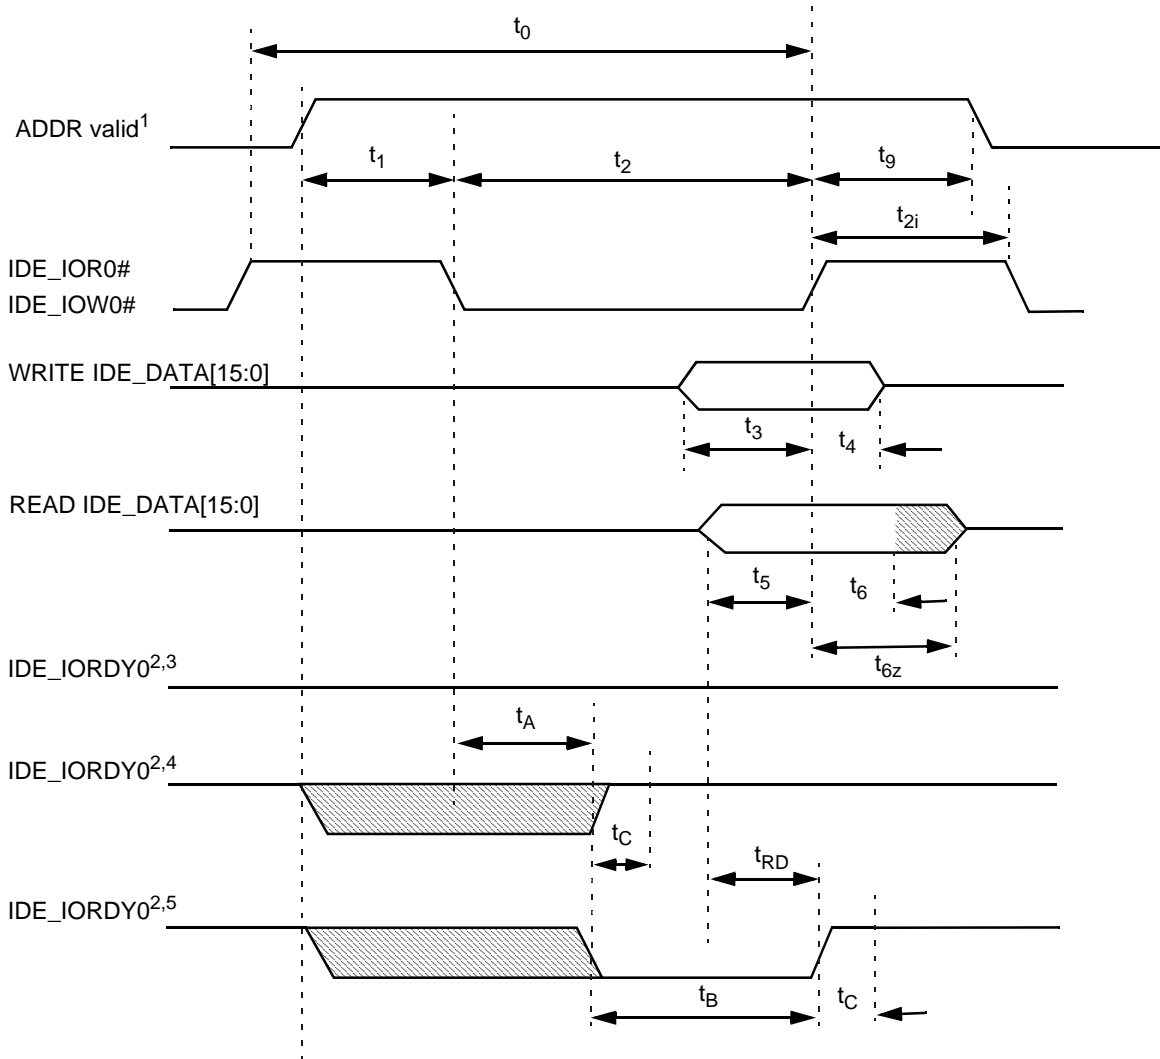 t0
ADDR valid1
t1
t2
t9
t2i
IDE_IOR0#
IDE_IOW0#
WRITE IDE_DATA[15:0]
t3
t4
READ IDE_DATA[15:0]
t5
t6
t6z
IDE_IORDY02,3
tA
IDE_IORDY02,4
tC
tRD
IDE_IORDY02,5
tB
tC